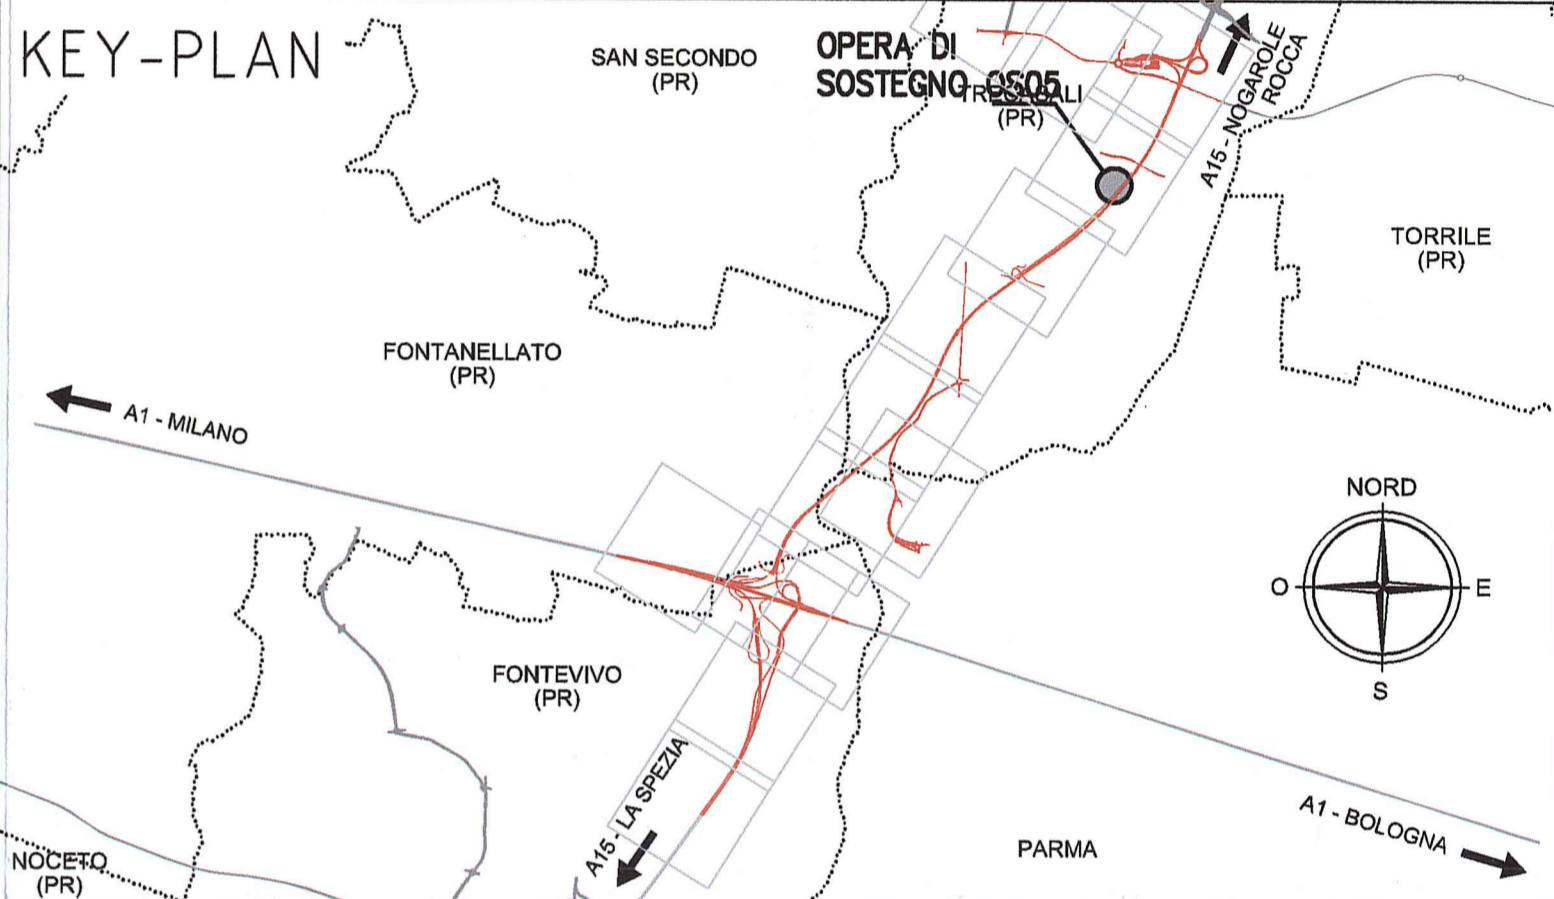 KEY-PLAN
SAN SECONDO
(PR)
OPERA DI
SOSTEGNO OS05
TRECASALI
(PR)
A15 - NOGAROLE
ROCCA
TORRILE
(PR)
FONTANELLATO
(PR)
A1 - MILANO
NORD
O
E
S
FONTEVIVO
(PR)
A15 - LA SPEZIA
A1 - BOLOGNA
PARMA
NOCETO
(PR)